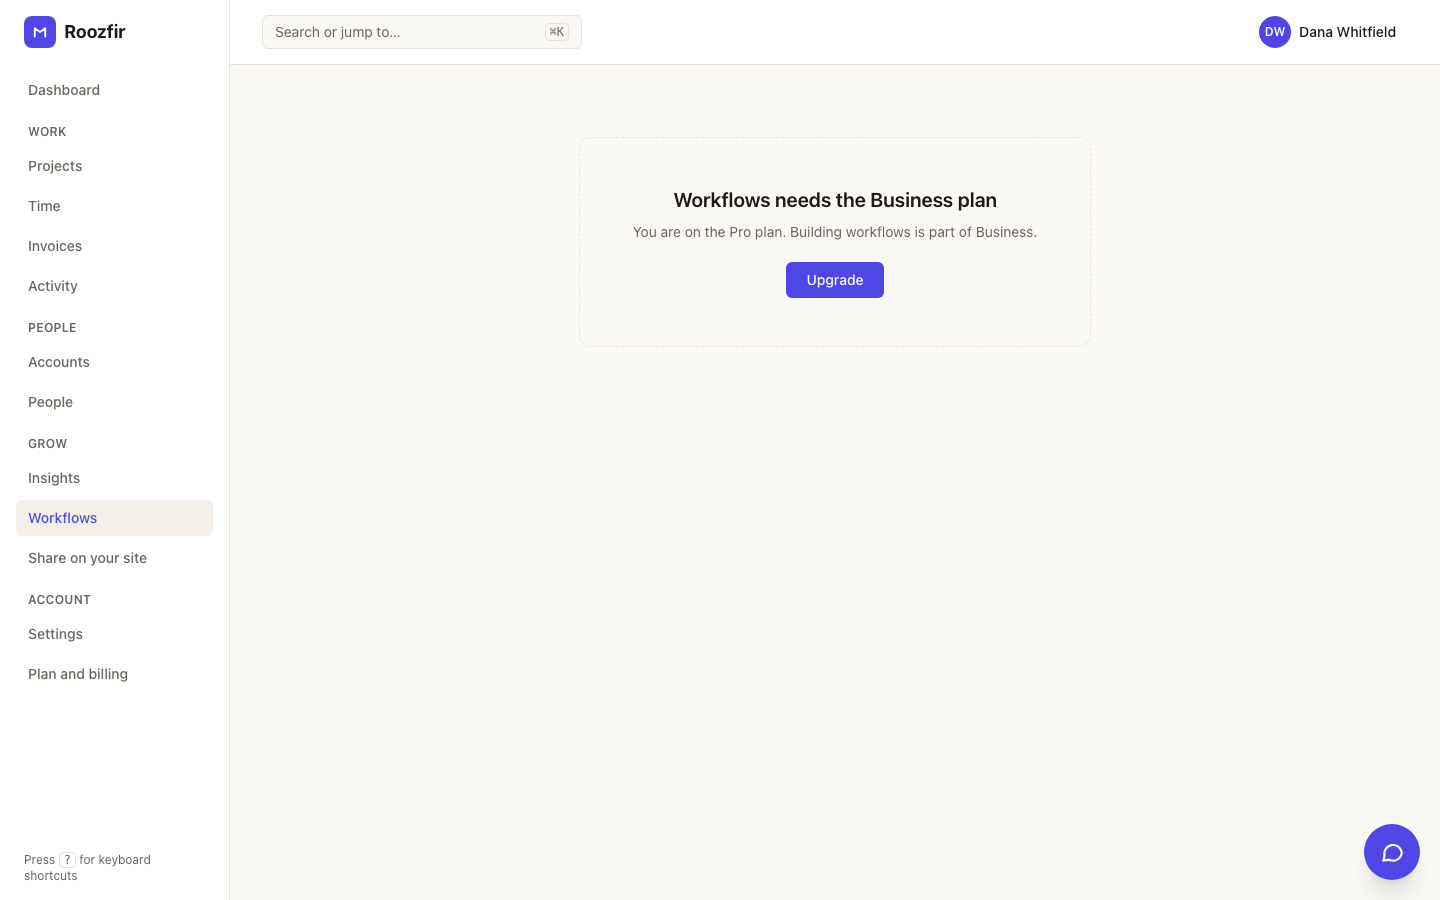 Roozfir
Search or jump to...
⌘K
DW
Dana Whitfield
Dashboard
WORK
Projects
Time
Invoices
Activity
PEOPLE
Accounts
People
GROW
Insights
Workflows
Share on your site
ACCOUNT
Settings
Plan and billing
Press ? for keyboard
shortcuts
Workflows needs the Business plan
You are on the Pro plan. Building workflows is part of Business.
Upgrade